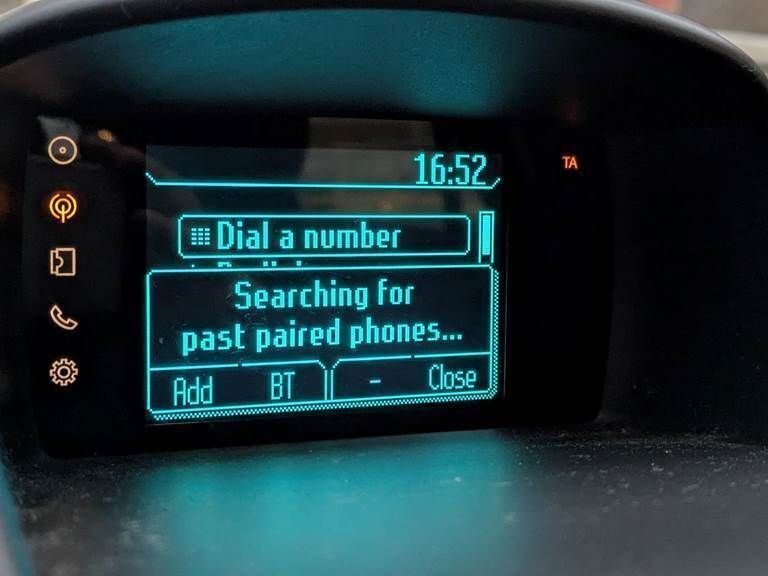 16:52
TA
Dial a number
Searching for
past paired phones...
Add BT - Close